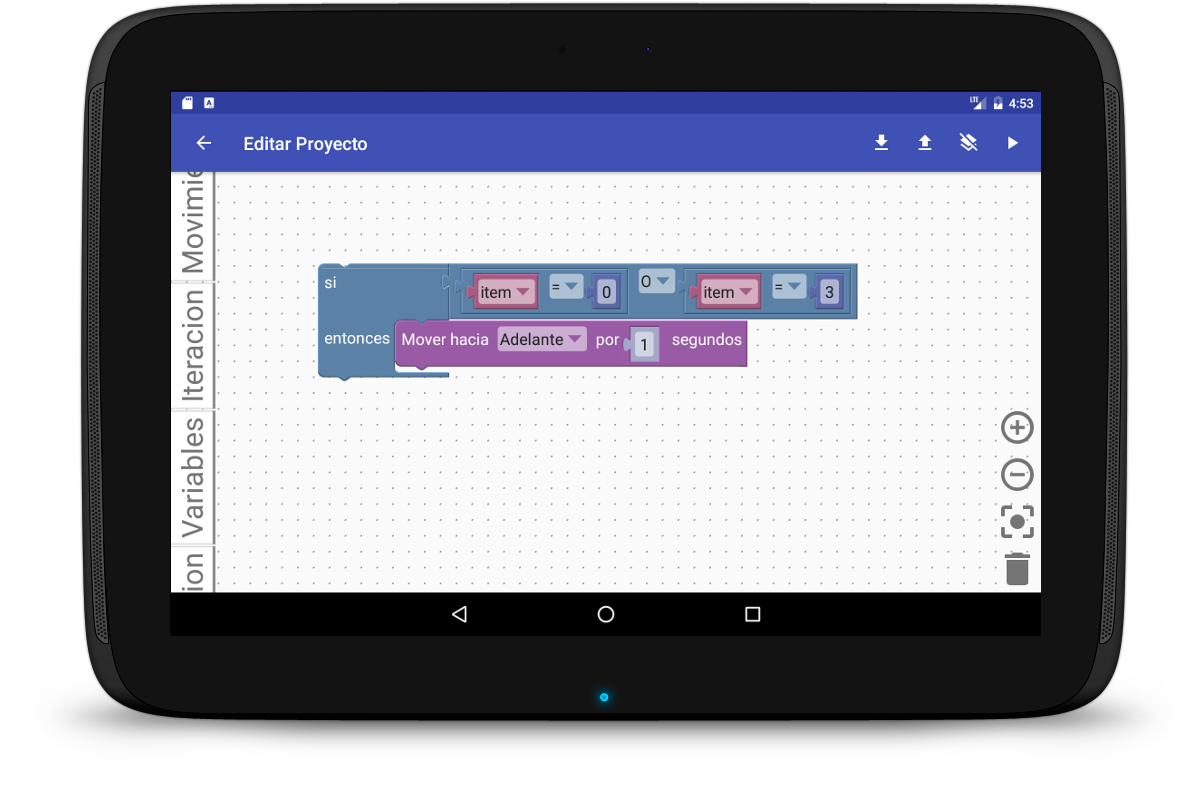 A LTE 4:53
Editar Proyecto
Movimie
Iteracion
Variables
ion
si item = 0 O item = 3
entonces Mover hacia Adelante por 1 segundos